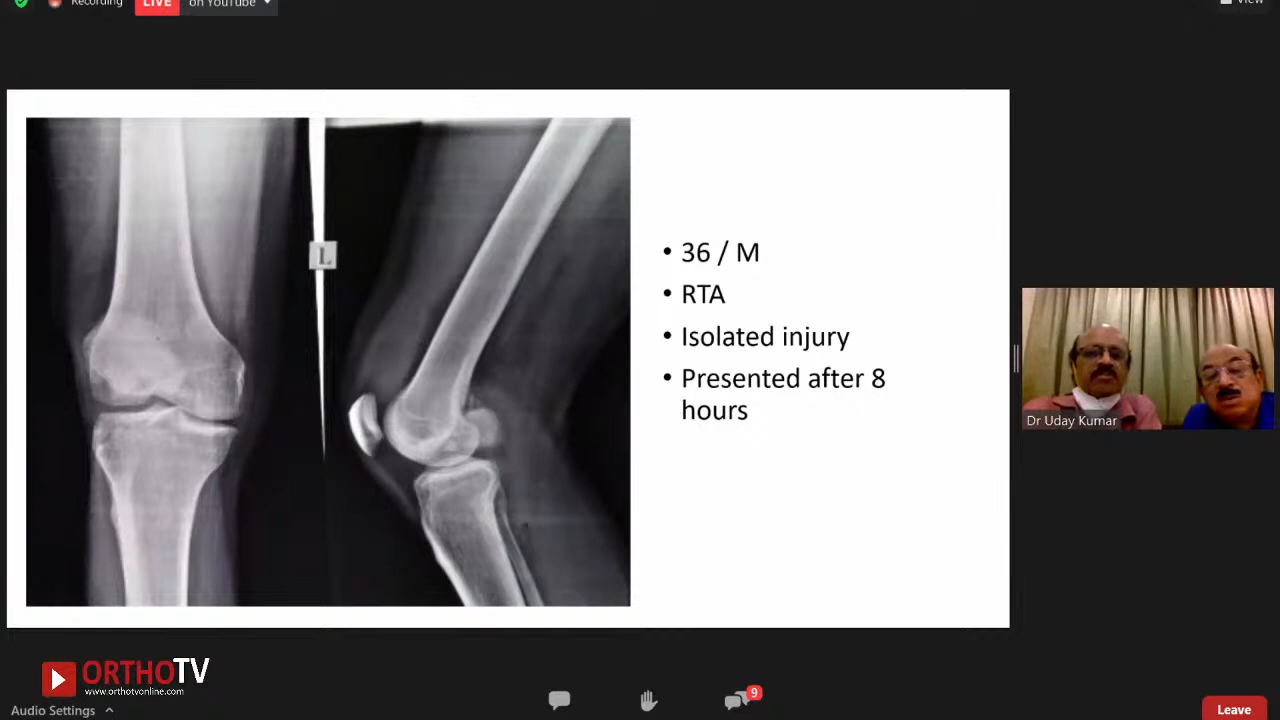 Recording
LIVE
on YouTube
View
L
• 36 / M
• RTA
• Isolated injury
• Presented after 8
hours
Dr Uday Kumar
ORTHOTV
www.orthotvonline.com
9
Audio Settings
Leave